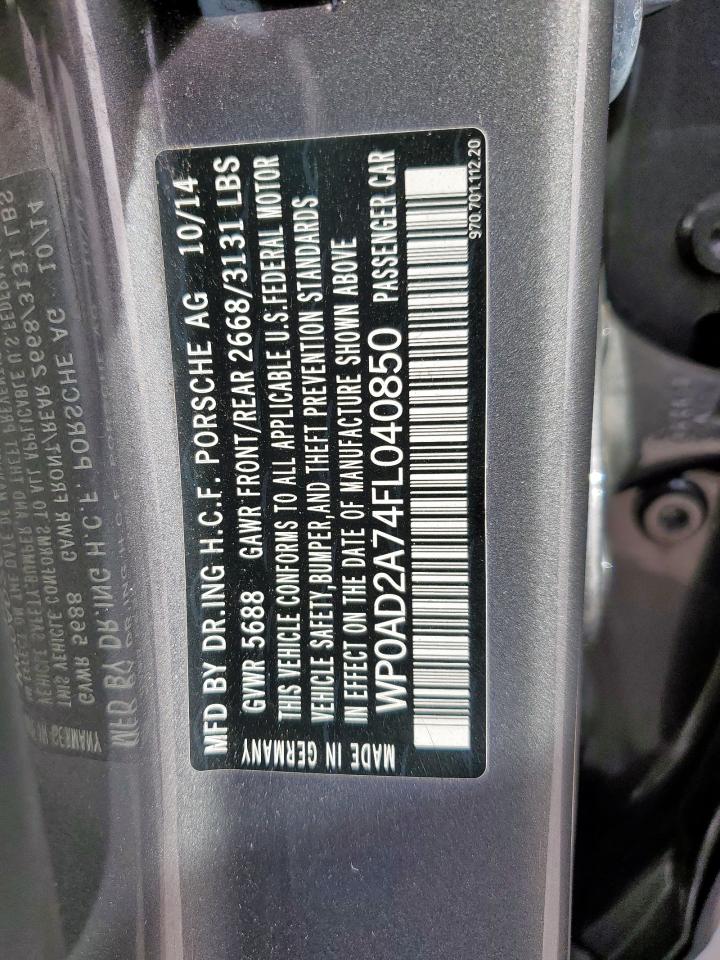 MFD BY DR.ING H.C.F. PORSCHE AG 10/14
GVWR 5688 GAWR FRONT/REAR 2668/3131 LBS
THIS VEHICLE CONFORMS TO ALL APPLICABLE U.S.FEDERAL MOTOR
VEHICLE SAFETY,BUMPER,AND THEFT PREVENTION STANDARDS
IN EFFECT ON THE DATE OF MANUFACTURE SHOWN ABOVE
WP0AD2A74FL040850 PASSENGER CAR
MADE IN GERMANY
970.701.112.20